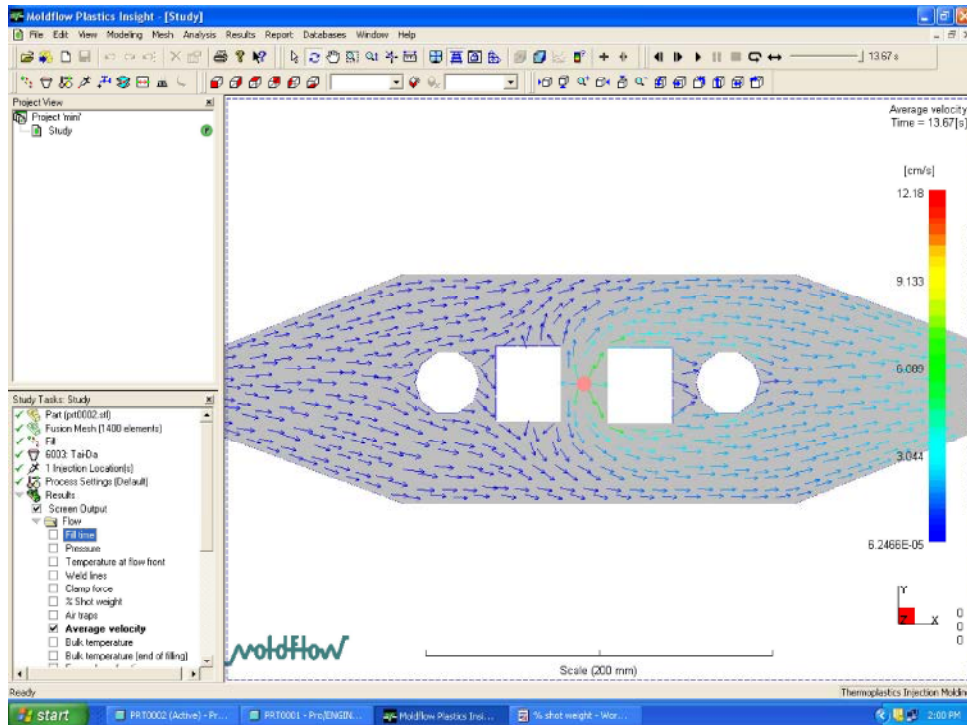 Moldflow Plastics Insight - [Study]
File Edit View Modeling Mesh Analysis Results Report Databases Window Help
13.67 s
Project View
Project 'mini'
Study
Study Tasks: Study
Part (prt0002.stl)
Fusion Mesh (1400 elements)
Fill
6003: Tai-Da
1 Injection Location(s)
Process Settings (Default)
Results
Screen Output
Flow
Fill time
Pressure
Temperature at flow front
Weld lines
Clamp force
% Shot weight
Air traps
Average velocity
Bulk temperature
Bulk temperature (end of filling)
Average velocity
Time = 13.67[s]
[cm/s]
12.18
9.133
6.089
3.044
6.2466E-05
Y
Z X
0
0
0
moldflow
Scale (200 mm)
Ready
Thermoplastics Injection Moldin
start
PRT0002 (Active) - Pr...
PRT0001 - Pro/ENGIN...
Moldflow Plastics Insi...
% shot weight - Wor...
2:00 PM